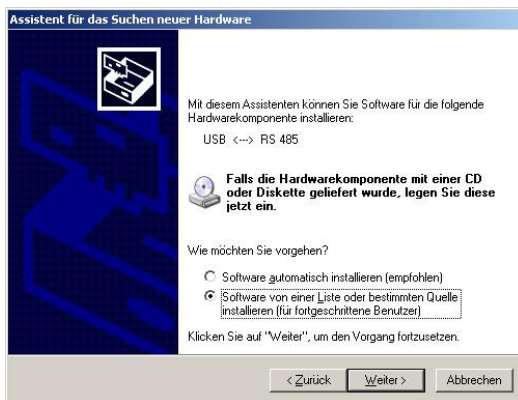 Assistent für das Suchen neuer Hardware
Mit diesem Assistenten können Sie Software für die folgende
Hardwarekomponente installieren:
USB <---> RS 485
Falls die Hardwarekomponente mit einer CD
oder Diskette geliefert wurde, legen Sie diese
jetzt ein.
Wie möchten Sie vorgehen?
Software automatisch installieren (empfohlen)
Software von einer Liste oder bestimmten Quelle
installieren (für fortgeschrittene Benutzer)
Klicken Sie auf "Weiter", um den Vorgang fortzusetzen.
< Zurück Weiter > Abbrechen